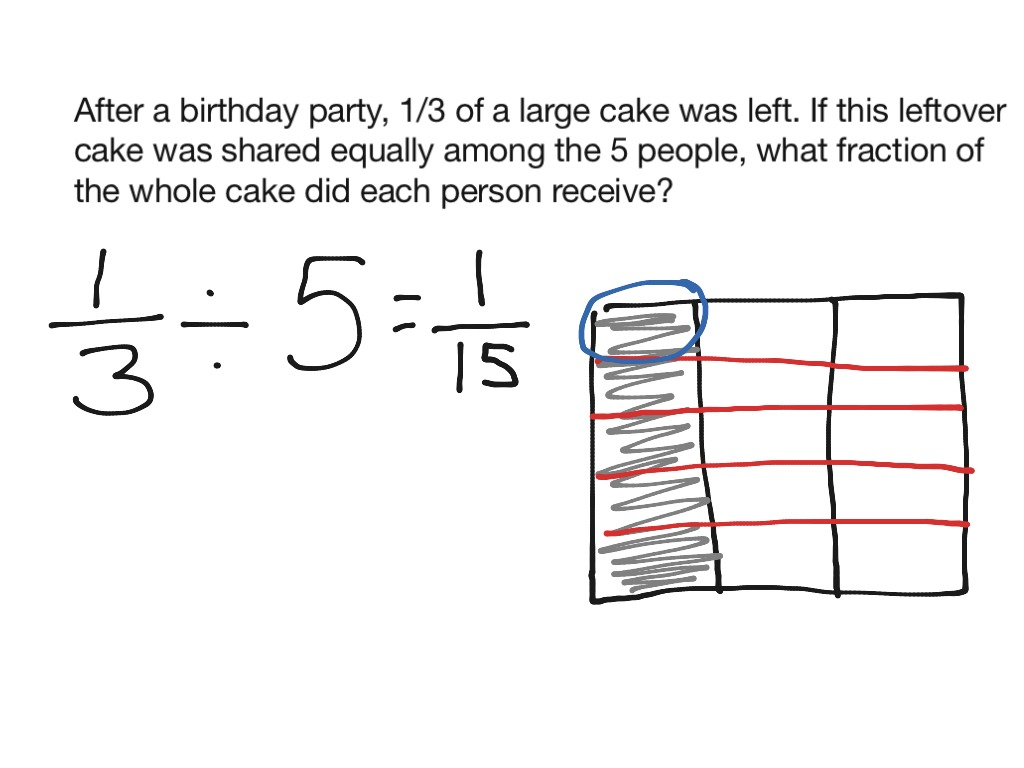 After a birthday party, 1/3 of a large cake was left. If this leftover
cake was shared equally among the 5 people, what fraction of
the whole cake did each person receive?
1/3 ÷ 5 = 1/15